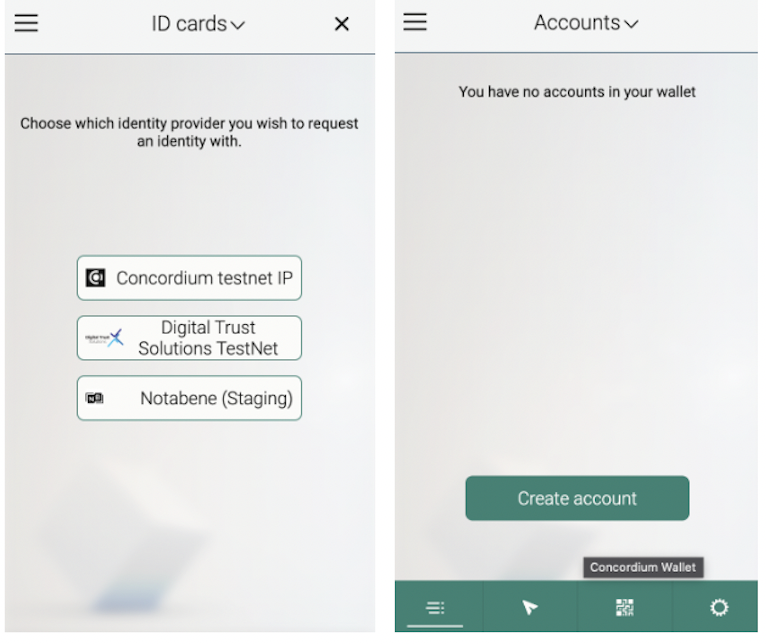 ID cards
Choose which identity provider you wish to request
an identity with.
Concordium testnet IP
Digital Trust
Solutions TestNet
Notabene (Staging)
Accounts
You have no accounts in your wallet
Create account
Concordium Wallet